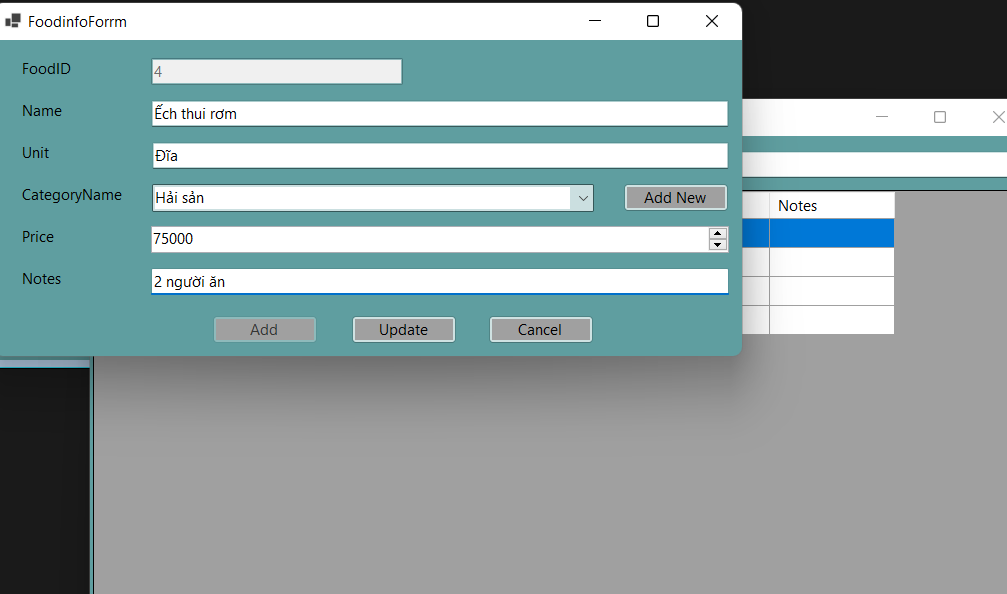 FoodinfoForrm
FoodID 4
Name Ếch thui rơm
Unit Đĩa
CategoryName Hải sản Add New
Price 75000
Notes 2 người ăn
Add Update Cancel
Notes